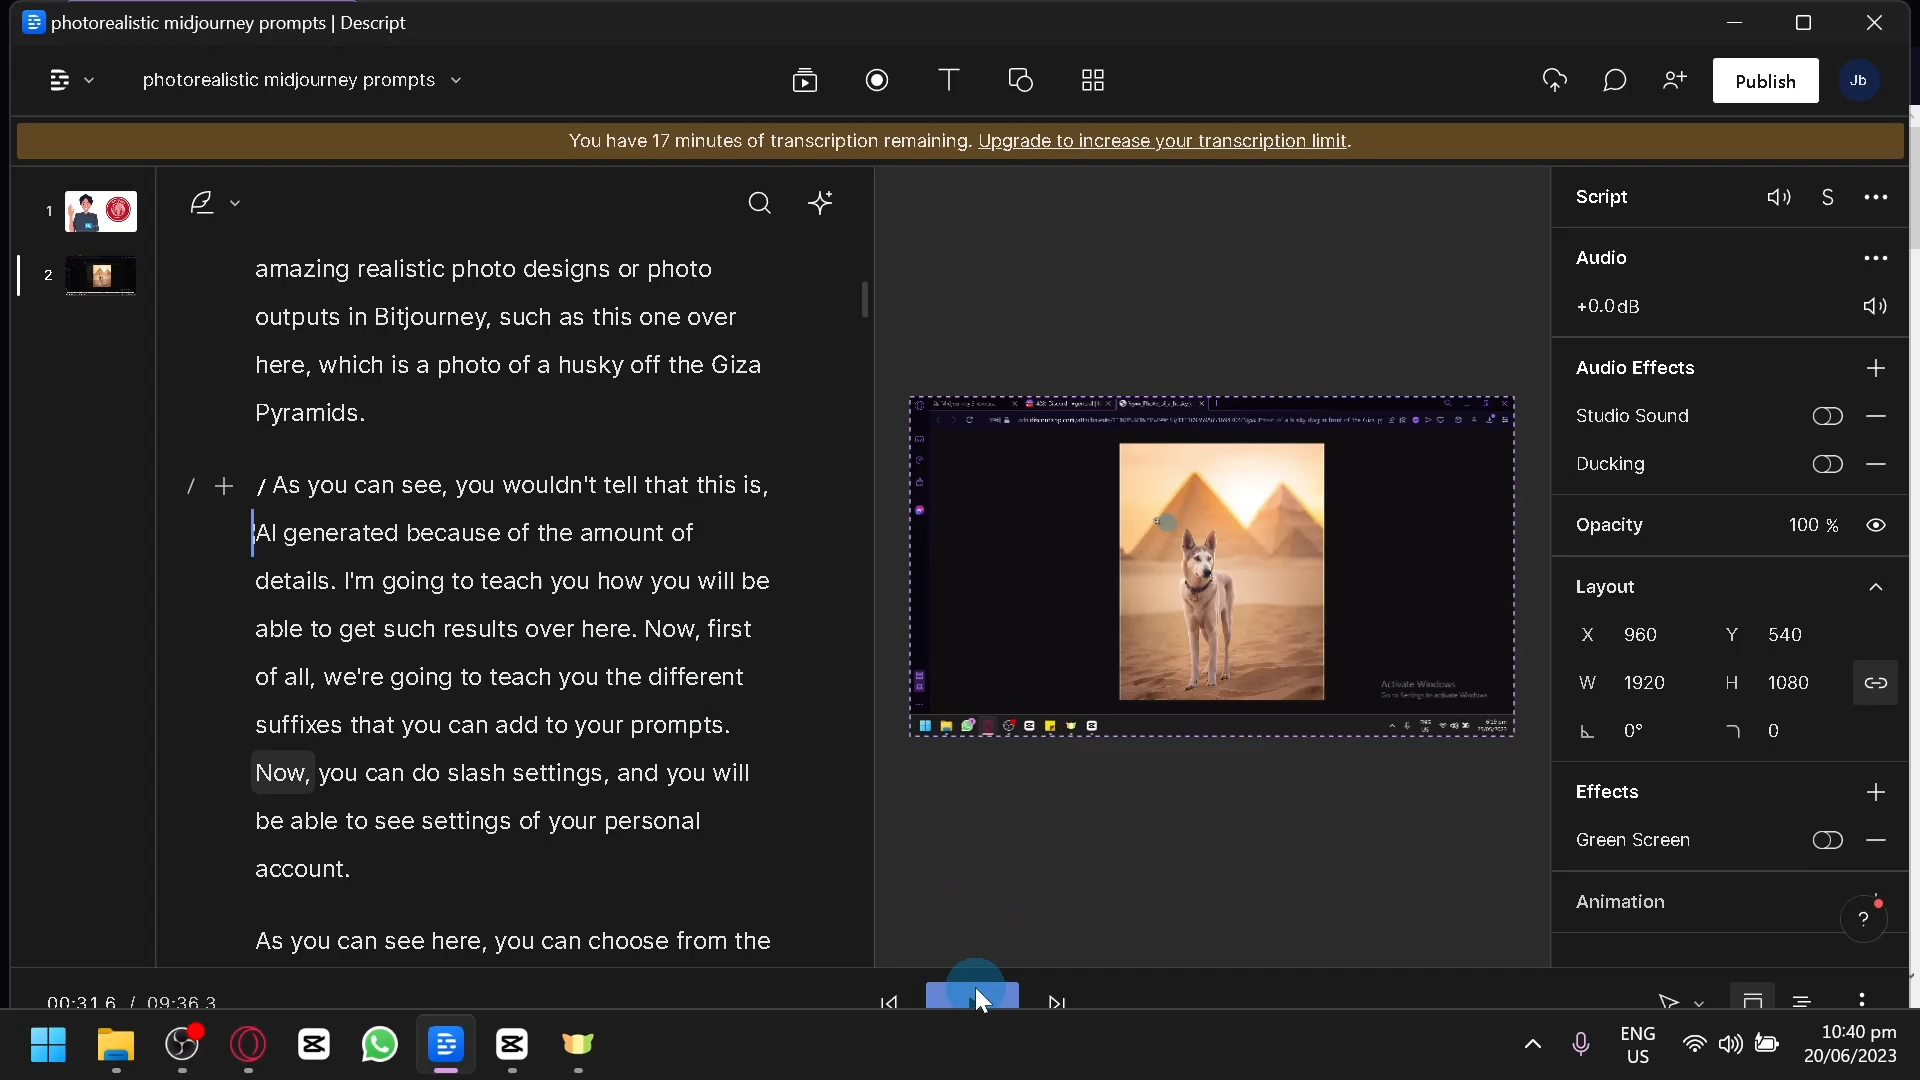 photorealistic midjourney prompts | Descript
photorealistic midjourney prompts
Publish
Jb
You have 17 minutes of transcription remaining. Upgrade to increase your transcription limit.
1
2
amazing realistic photo designs or photo
outputs in Bitjourney, such as this one over
here, which is a photo of a husky off the Giza
Pyramids.
/ + / As you can see, you wouldn't tell that this is,
AI generated because of the amount of
details. I'm going to teach you how you will be
able to get such results over here. Now, first
of all, we're going to teach you the different
suffixes that you can add to your prompts.
Now, you can do slash settings, and you will
be able to see settings of your personal
account.
As you can see here, you can choose from the
Activate Windows
Go to Settings to activate Windows.
Script S
Audio
+0.0dB
Audio Effects
Studio Sound
Ducking
Opacity 100 %
Layout
X 960 Y 540
W 1920 H 1080
0° 0
Effects
Green Screen
Animation
?
00:31.6 / 09:36.3
ENG
US
10:40 pm
20/06/2023